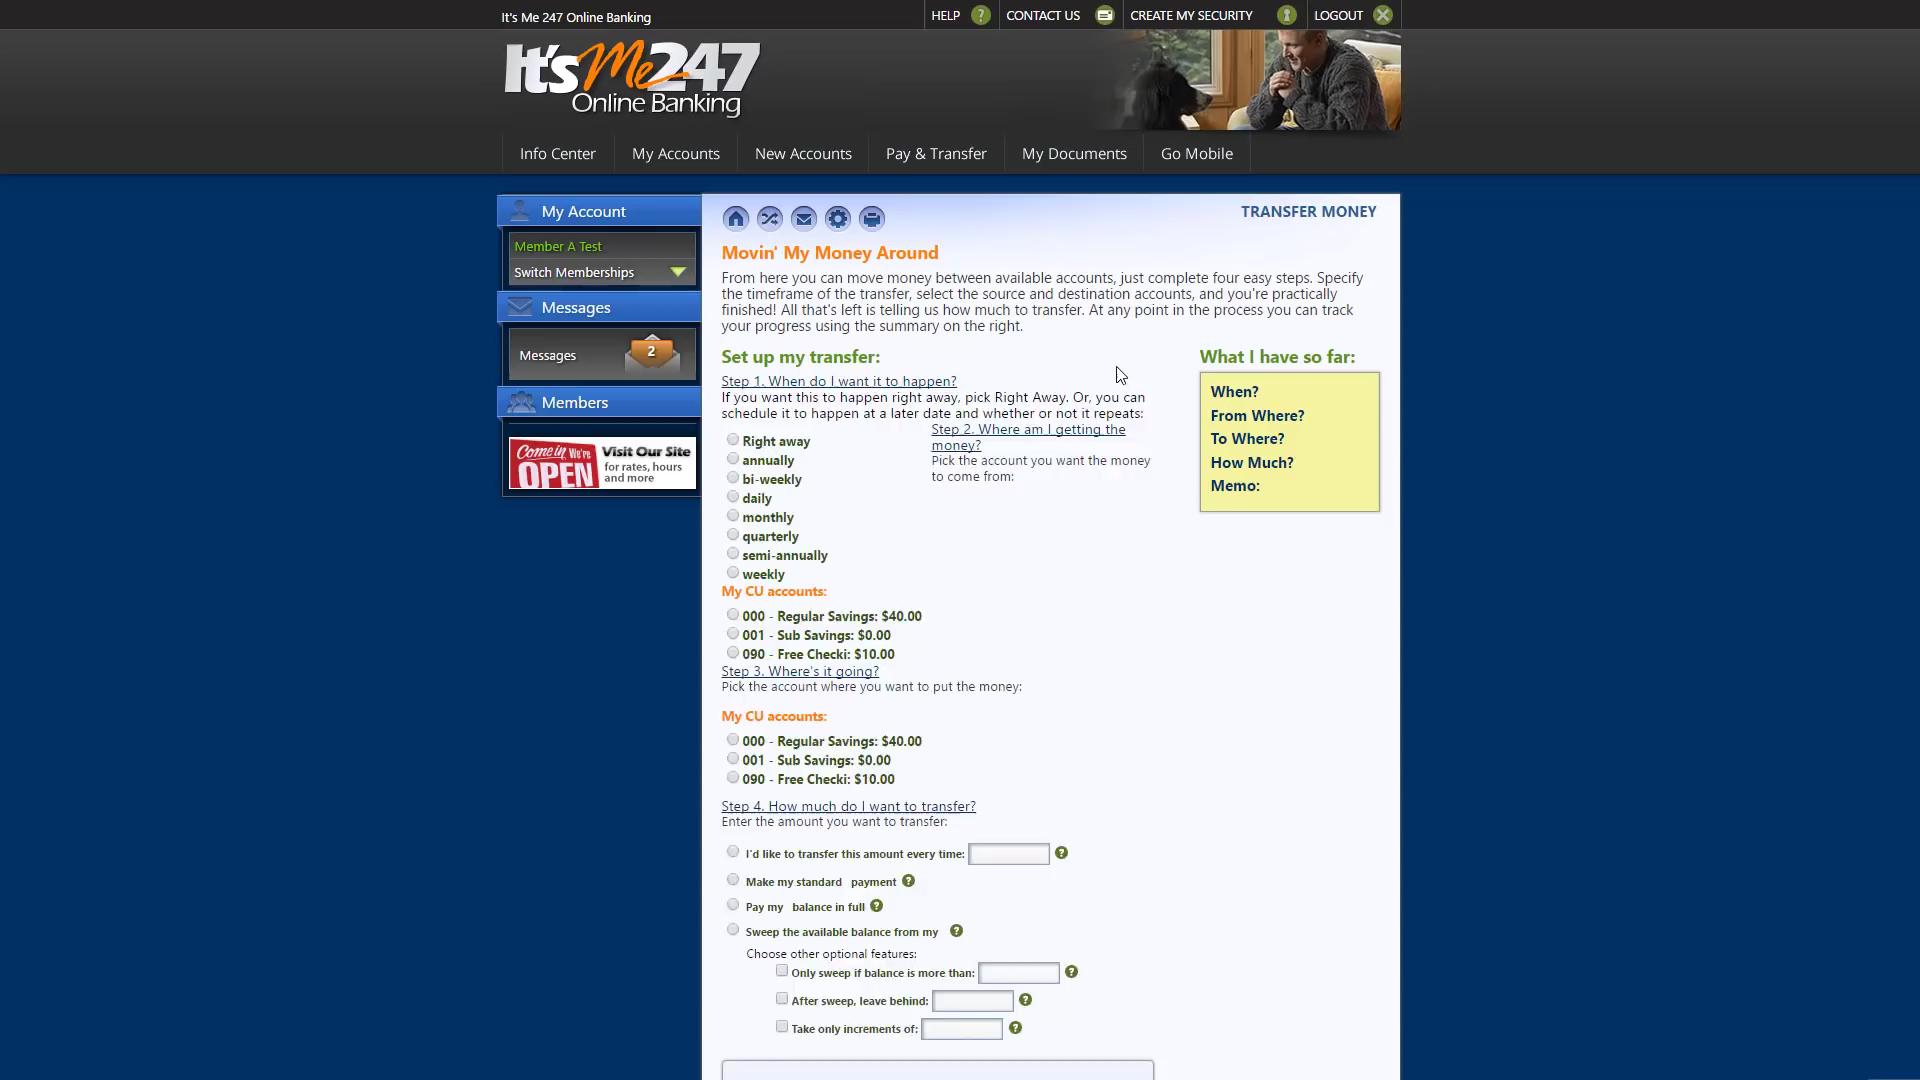 It's Me 247 Online Banking
HELP ?
CONTACT US
CREATE MY SECURITY
LOGOUT
It's Me 247
Online Banking
Info Center
My Accounts
New Accounts
Pay & Transfer
My Documents
Go Mobile
My Account
Member A Test
Switch Memberships
Messages
Messages
2
Members
Come in We're
OPEN
Visit Our Site
for rates, hours
and more
TRANSFER MONEY
Movin' My Money Around
From here you can move money between available accounts, just complete four easy steps. Specify
the timeframe of the transfer, select the source and destination accounts, and you're practically
finished! All that's left is telling us how much to transfer. At any point in the process you can track
your progress using the summary on the right.
Set up my transfer:
Step 1. When do I want it to happen?
If you want this to happen right away, pick Right Away. Or, you can
schedule it to happen at a later date and whether or not it repeats:
Right away
annually
bi-weekly
daily
monthly
quarterly
semi-annually
weekly
Step 2. Where am I getting the
money?
Pick the account you want the money
to come from:
My CU accounts:
000 - Regular Savings: $40.00
001 - Sub Savings: $0.00
090 - Free Checki: $10.00
Step 3. Where's it going?
Pick the account where you want to put the money:
My CU accounts:
000 - Regular Savings: $40.00
001 - Sub Savings: $0.00
090 - Free Checki: $10.00
Step 4. How much do I want to transfer?
Enter the amount you want to transfer:
I'd like to transfer this amount every time: ?
Make my standard payment ?
Pay my balance in full ?
Sweep the available balance from my ?
Choose other optional features:
Only sweep if balance is more than: ?
After sweep, leave behind: ?
Take only increments of: ?
What I have so far:
When?
From Where?
To Where?
How Much?
Memo: